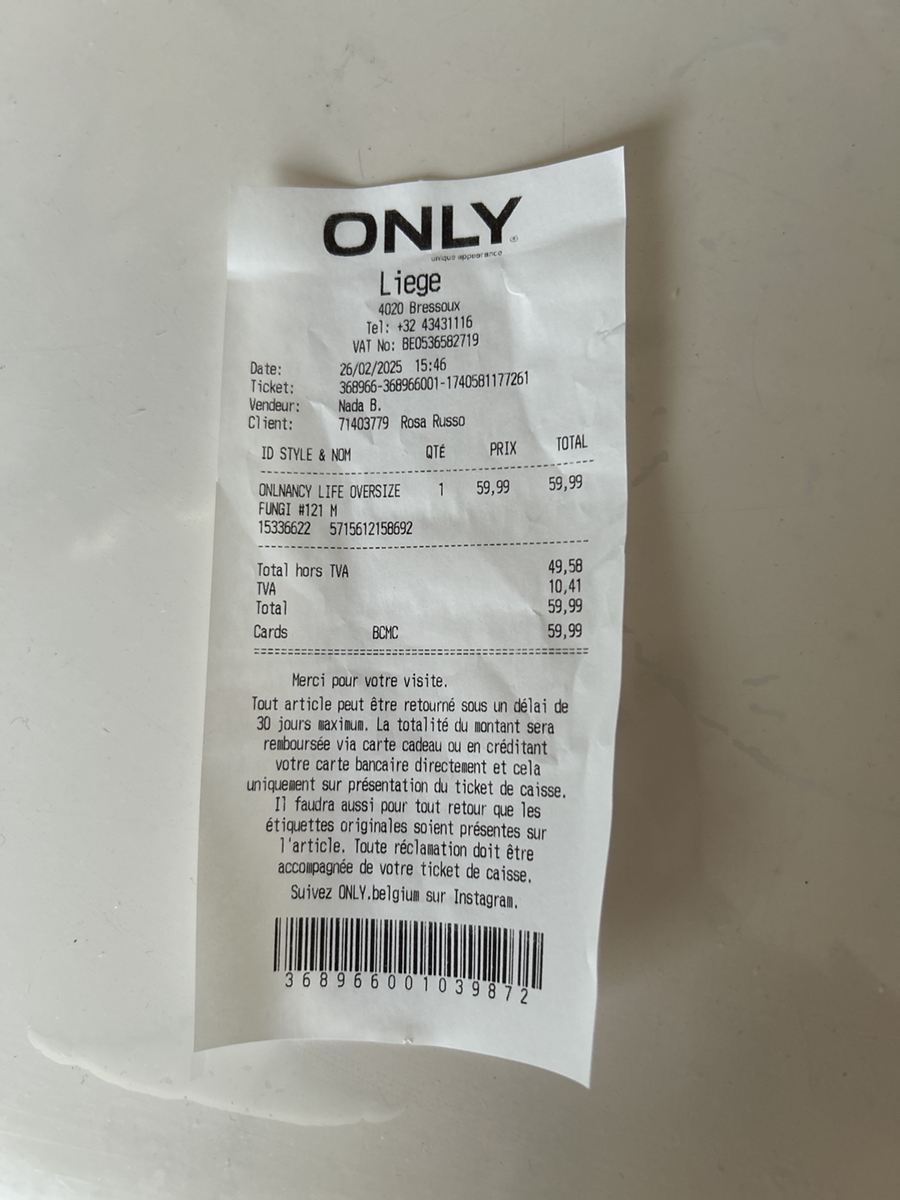 ONLY®
unique appearance
Liege
4020 Bressoux
Tel: +32 43431116
VAT No: BE0536582719
Date: 26/02/2025 15:46
Ticket: 368966-368966001-1740581177261
Vendeur: Nada B.
Client: 71403779 Rosa Russo
ID STYLE & NOM QTÉ PRIX TOTAL
ONLNANCY LIFE OVERSIZE 1 59,99 59,99
FUNGI #121 M
15336622 5715612158692
Total hors TVA 49,58
TVA 10,41
Total 59,99
Cards BCMC 59,99
Merci pour votre visite.
Tout article peut être retourné sous un délai de
30 jours maximum. La totalité du montant sera
remboursée via carte cadeau ou en créditant
votre carte bancaire directement et cela
uniquement sur présentation du ticket de caisse.
Il faudra aussi pour tout retour que les
étiquettes originales soient présentes sur
l'article. Toute réclamation doit être
accompagnée de votre ticket de caisse.
Suivez ONLY.belgium sur Instagram.
368966001039872